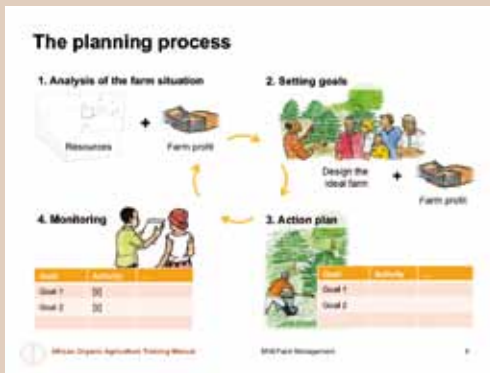 The planning process
1. Analysis of the farm situation
Resources
+
Farm profit
2. Setting goals
Design the
ideal farm
+
Farm profit
4. Monitoring
Goal Activity ...
Goal 1
Goal 2
3. Action plan
Goal Activity ...
Goal 1
Goal 2
African Organic Agriculture Training Manual
Farm Management